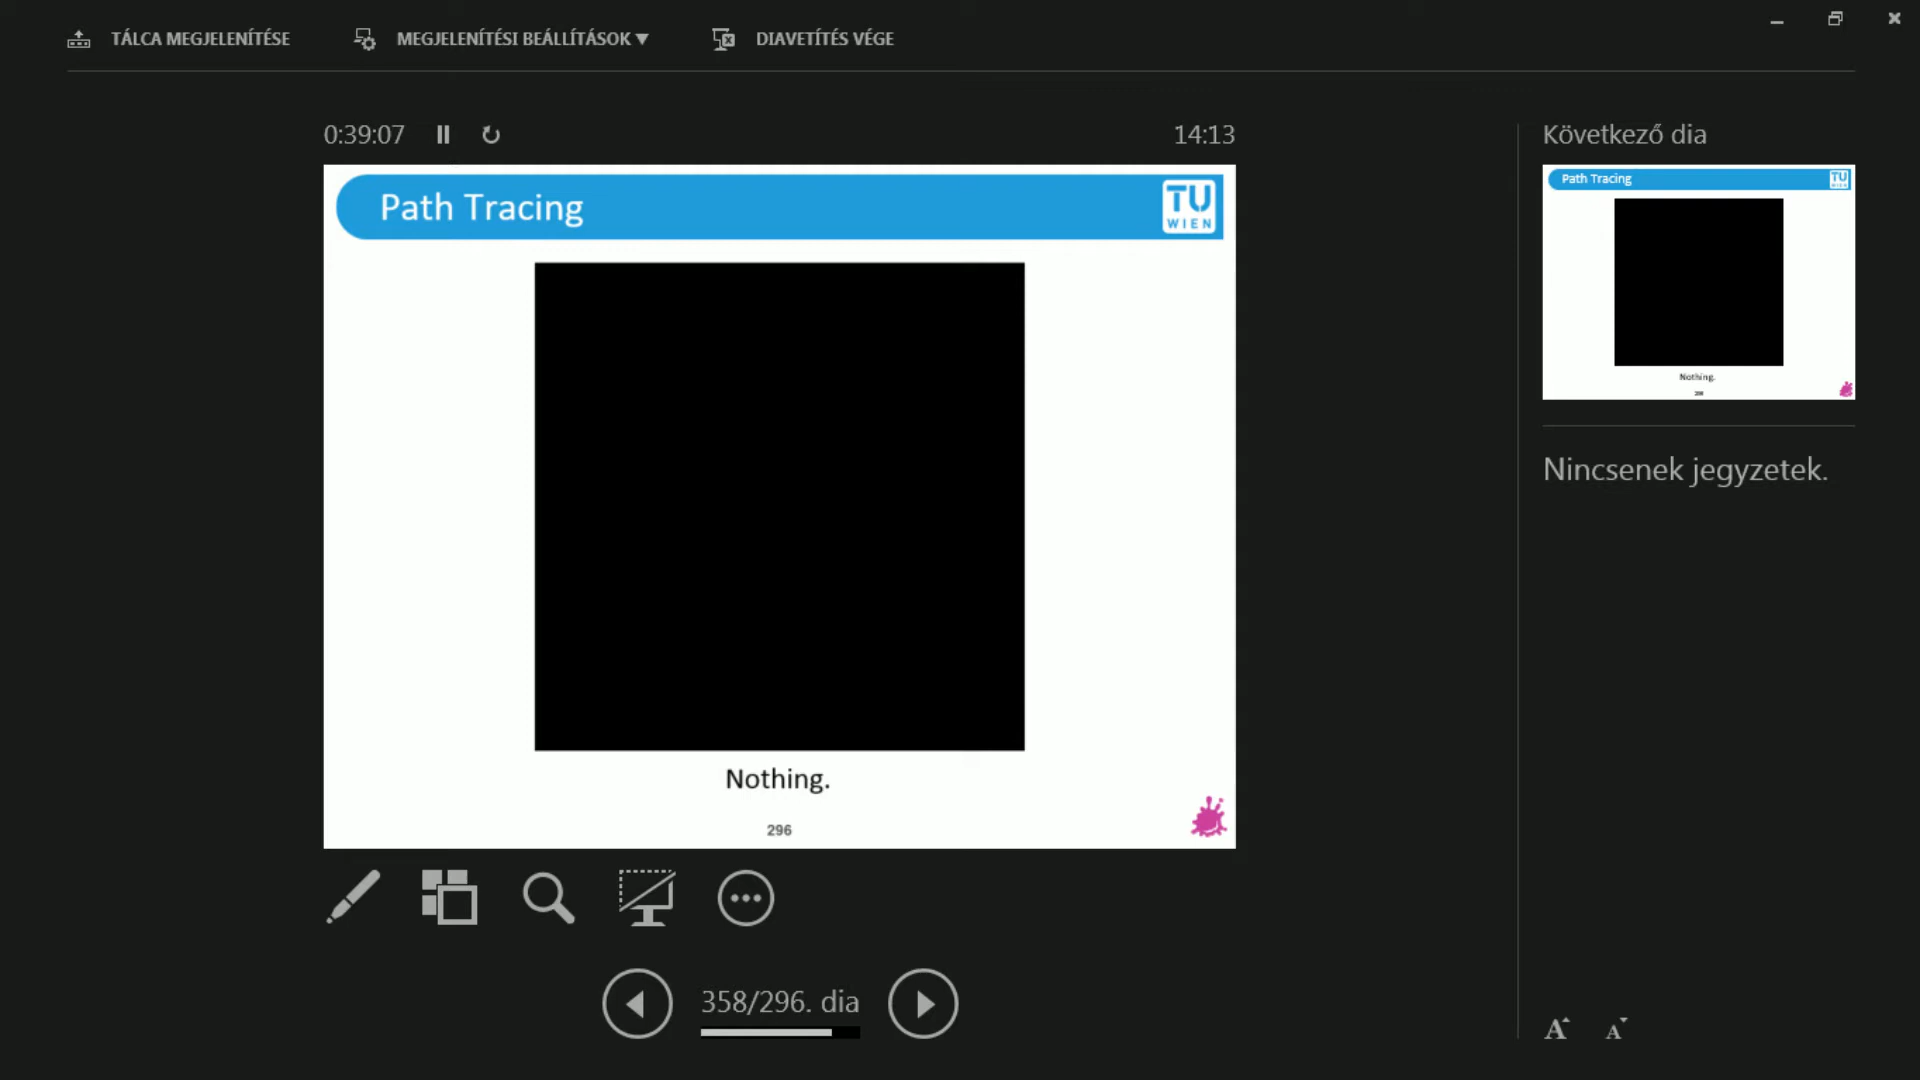 TÁLCA MEGJELENÍTÉSE
MEGJELENÍTÉSI BEÁLLÍTÁSOK
DIAVETÍTÉS VÉGE
0:39:07
14:13
Path Tracing
TU
WIEN
Nothing.
296
358/296. dia
Következő dia
Path Tracing
TU
Nothing.
Nincsenek jegyzetek.
A
A